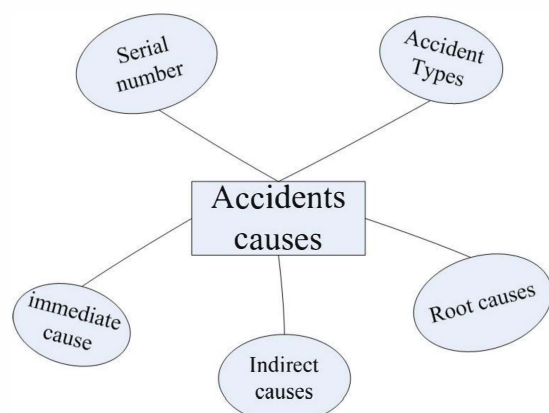 Serial
number
Accident
Types
Accidents
causes
immediate
cause
Indirect
causes
Root causes